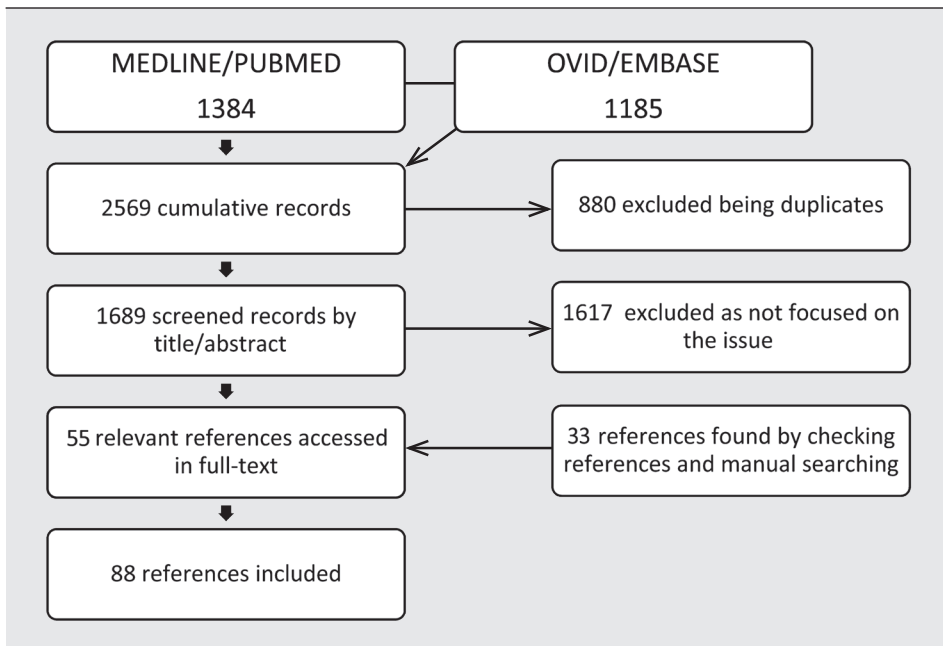 MEDLINE/PUBMED
1384
OVID/EMBASE
1185
2569 cumulative records
880 excluded being duplicates
1689 screened records by
title/abstract
1617 excluded as not focused on
the issue
55 relevant references accessed
in full-text
33 references found by checking
references and manual searching
88 references included